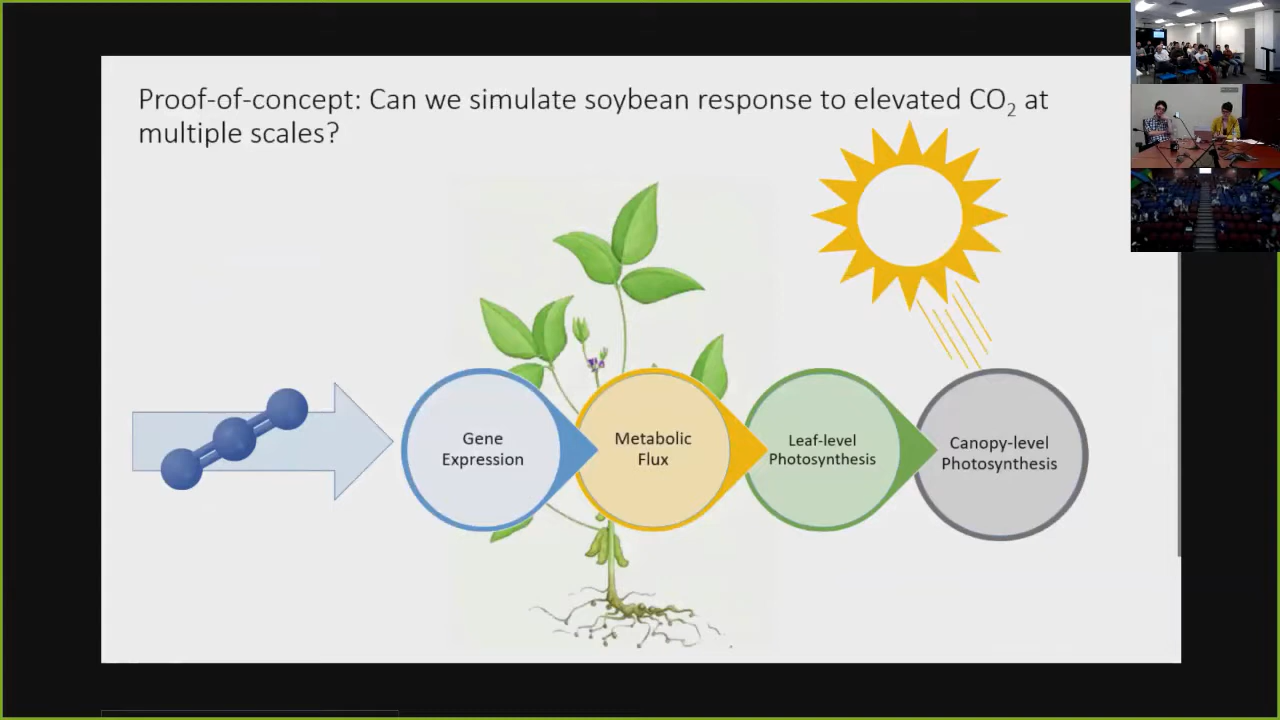 Proof-of-concept: Can we simulate soybean response to elevated CO₂ at
multiple scales?
Gene
Expression
Metabolic
Flux
Leaf-level
Photosynthesis
Canopy-level
Photosynthesis